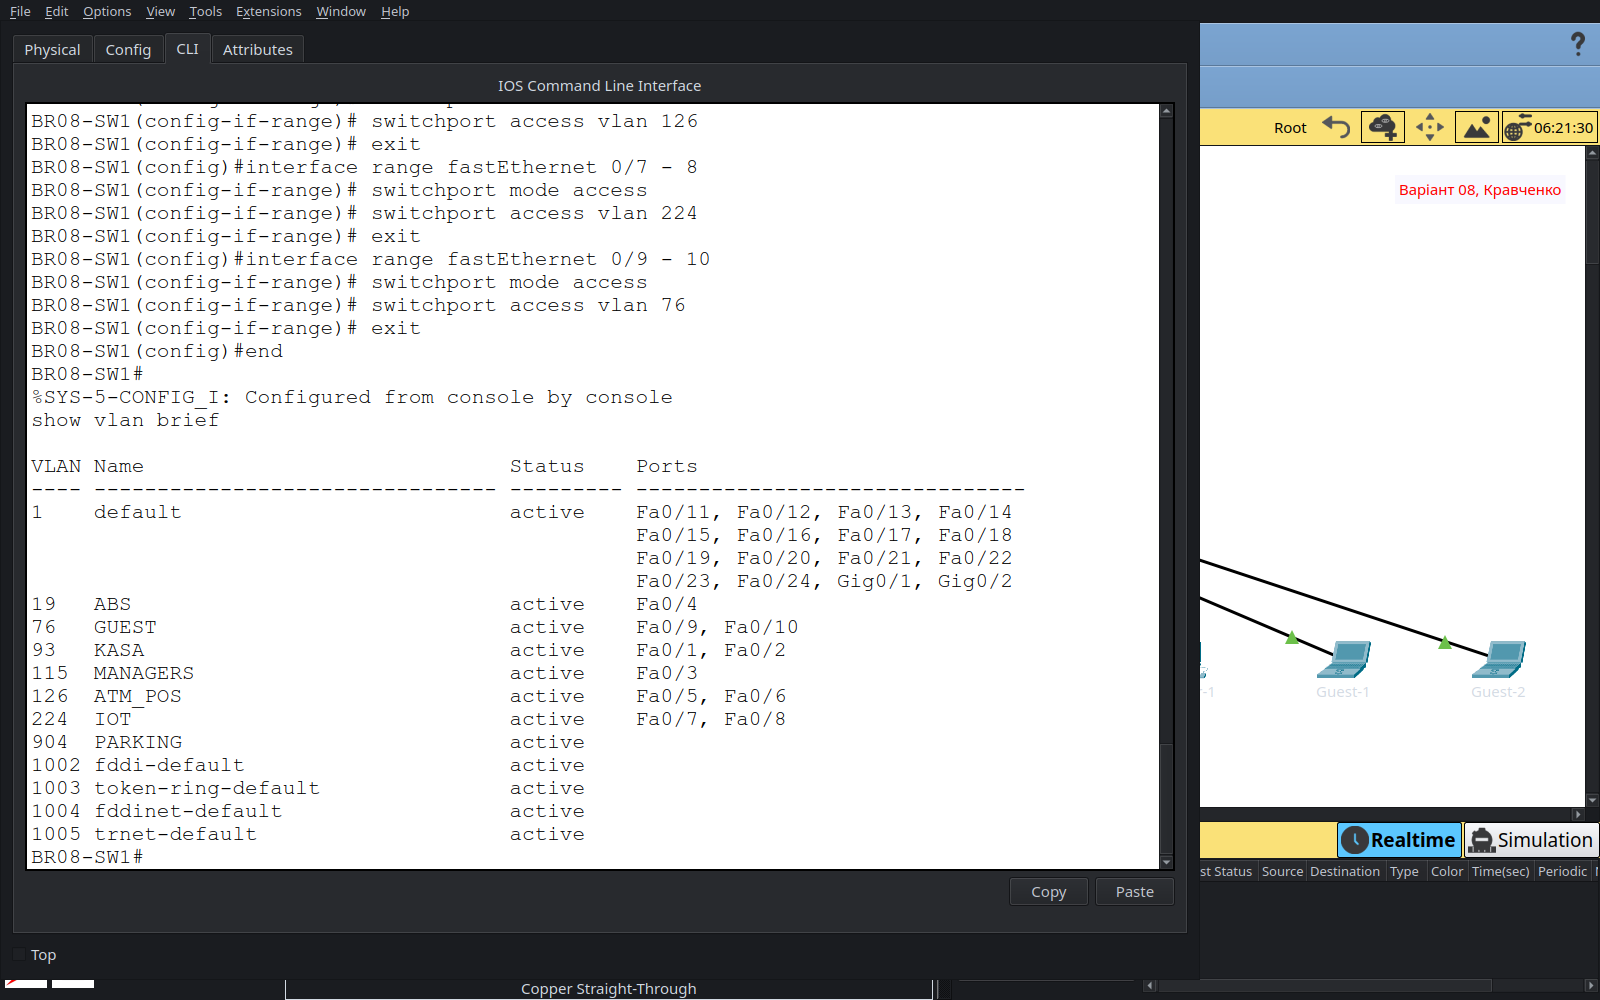 File Edit Options View Tools Extensions Window Help
Physical Config CLI Attributes
IOS Command Line Interface
BR08-SW1(config-if-range)# switchport access vlan 126
BR08-SW1(config-if-range)# exit
BR08-SW1(config)#interface range fastEthernet 0/7 - 8
BR08-SW1(config-if-range)# switchport mode access
BR08-SW1(config-if-range)# switchport access vlan 224
BR08-SW1(config-if-range)# exit
BR08-SW1(config)#interface range fastEthernet 0/9 - 10
BR08-SW1(config-if-range)# switchport mode access
BR08-SW1(config-if-range)# switchport access vlan 76
BR08-SW1(config-if-range)# exit
BR08-SW1(config)#end
BR08-SW1#
%SYS-5-CONFIG_I: Configured from console by console
show vlan brief
VLAN Name Status Ports
---- -------------------------------- --------- -------------------------------
1 default active Fa0/11, Fa0/12, Fa0/13, Fa0/14
Fa0/15, Fa0/16, Fa0/17, Fa0/18
Fa0/19, Fa0/20, Fa0/21, Fa0/22
Fa0/23, Fa0/24, Gig0/1, Gig0/2
19 ABS active Fa0/4
76 GUEST active Fa0/9, Fa0/10
93 KASA active Fa0/1, Fa0/2
115 MANAGERS active Fa0/3
126 ATM_POS active Fa0/5, Fa0/6
224 IOT active Fa0/7, Fa0/8
904 PARKING active
1002 fddi-default active
1003 token-ring-default active
1004 fddinet-default active
1005 trnet-default active
BR08-SW1#
Copy Paste
Top
Copper Straight-Through
?
Root 06:21:30
Варіант 08, Кравченко
-1 Guest-1 Guest-2
Realtime Simulation
st Status Source Destination Type Color Time(sec) Periodic